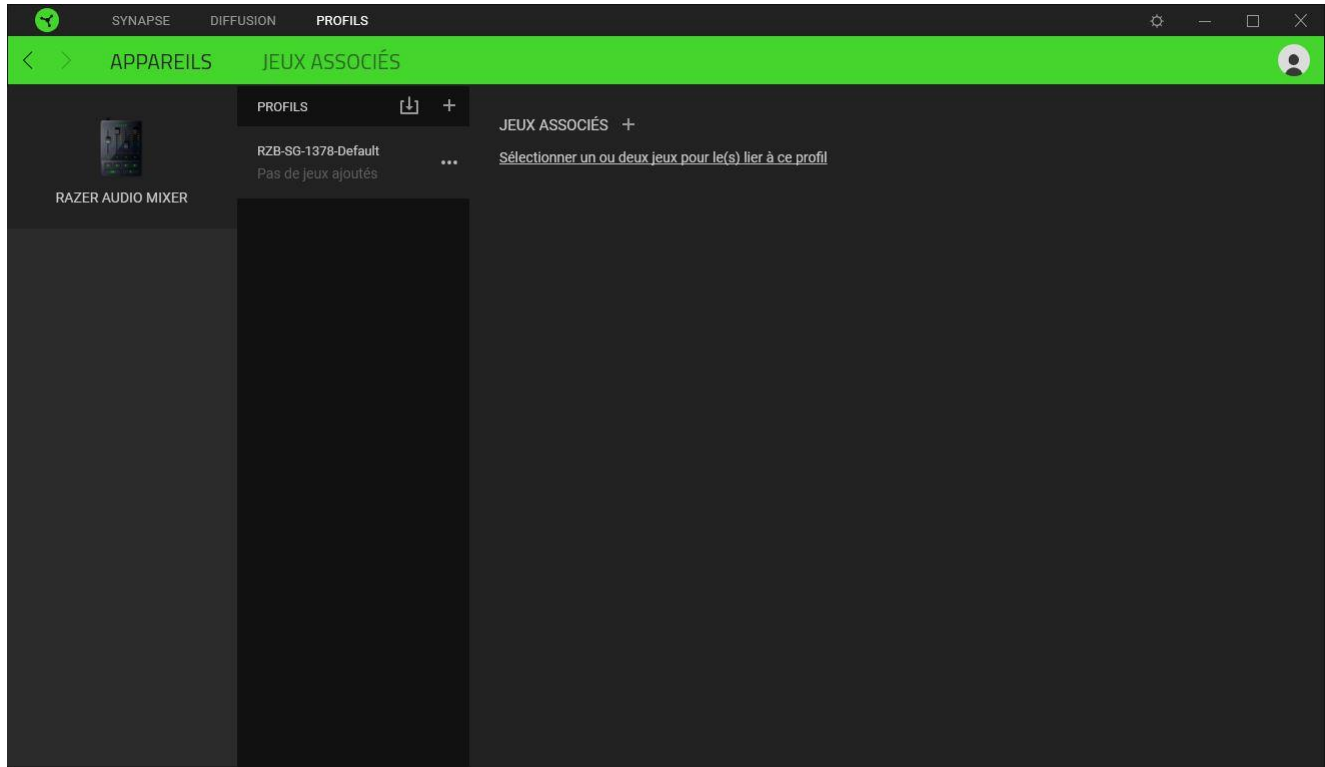 SYNAPSE DIFFUSION PROFILS
APPAREILS JEUX ASSOCIÉS
PROFILS
RZB-SG-1378-Default
Pas de jeux ajoutés
RAZER AUDIO MIXER
JEUX ASSOCIÉS +
Sélectionner un ou deux jeux pour le(s) lier à ce profil